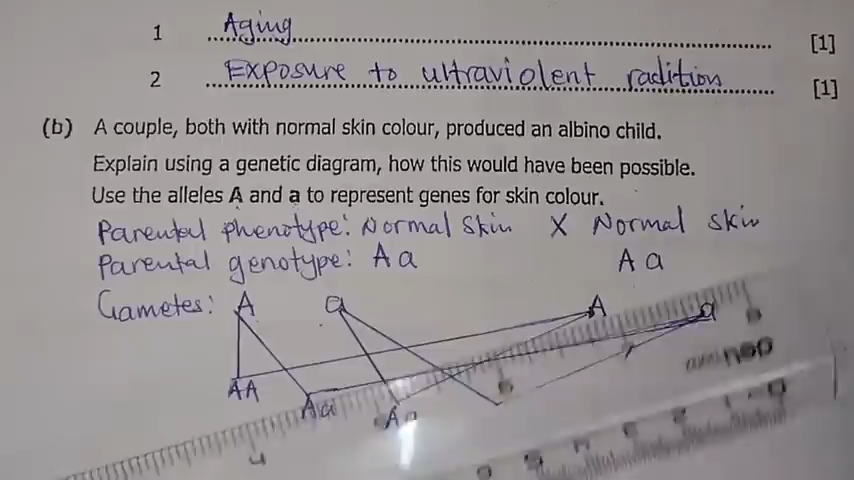 1 Aging [1]
2 Exposure to ultraviolent radition [1]
(b) A couple, both with normal skin colour, produced an albino child.
Explain using a genetic diagram, how this would have been possible.
Use the alleles A and a to represent genes for skin colour.
Parental phenotype: Normal skin X Normal skin
Parental genotype: Aa Aa
Gametes: A a A a
AA Aa Aa